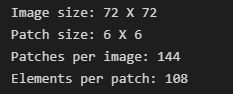 Image size: 72 X 72
Patch size: 6 X 6
Patches per image: 144
Elements per patch: 108